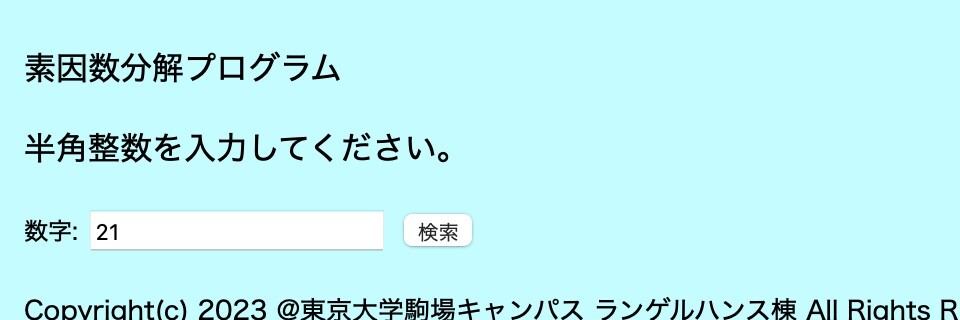 素因数分解プログラム
半角整数を入力してください。
数字: 21 検索
Copyright(c) 2023 @東京大学駒場キャンパス ランゲルハンス棟 All Rights R